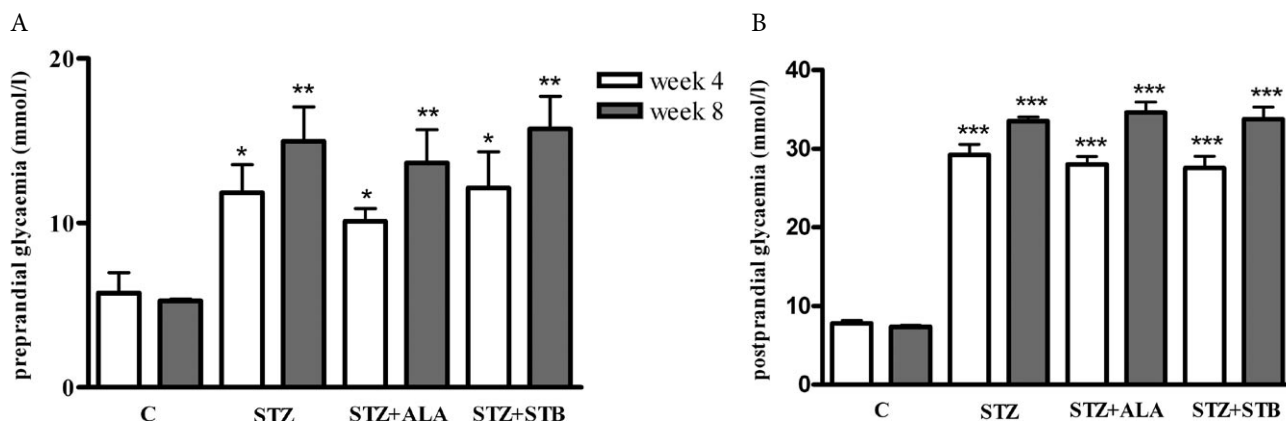 A
preprandial glycaemia (mmol/l)
20
10
0
*
**
*
**
*
**
C
STZ
STZ+ALA
STZ+STB
week 4
week 8
B
postprandial glycaemia (mmol/l)
40
30
20
10
0
***
***
***
***
***
***
C
STZ
STZ+ALA
STZ+STB